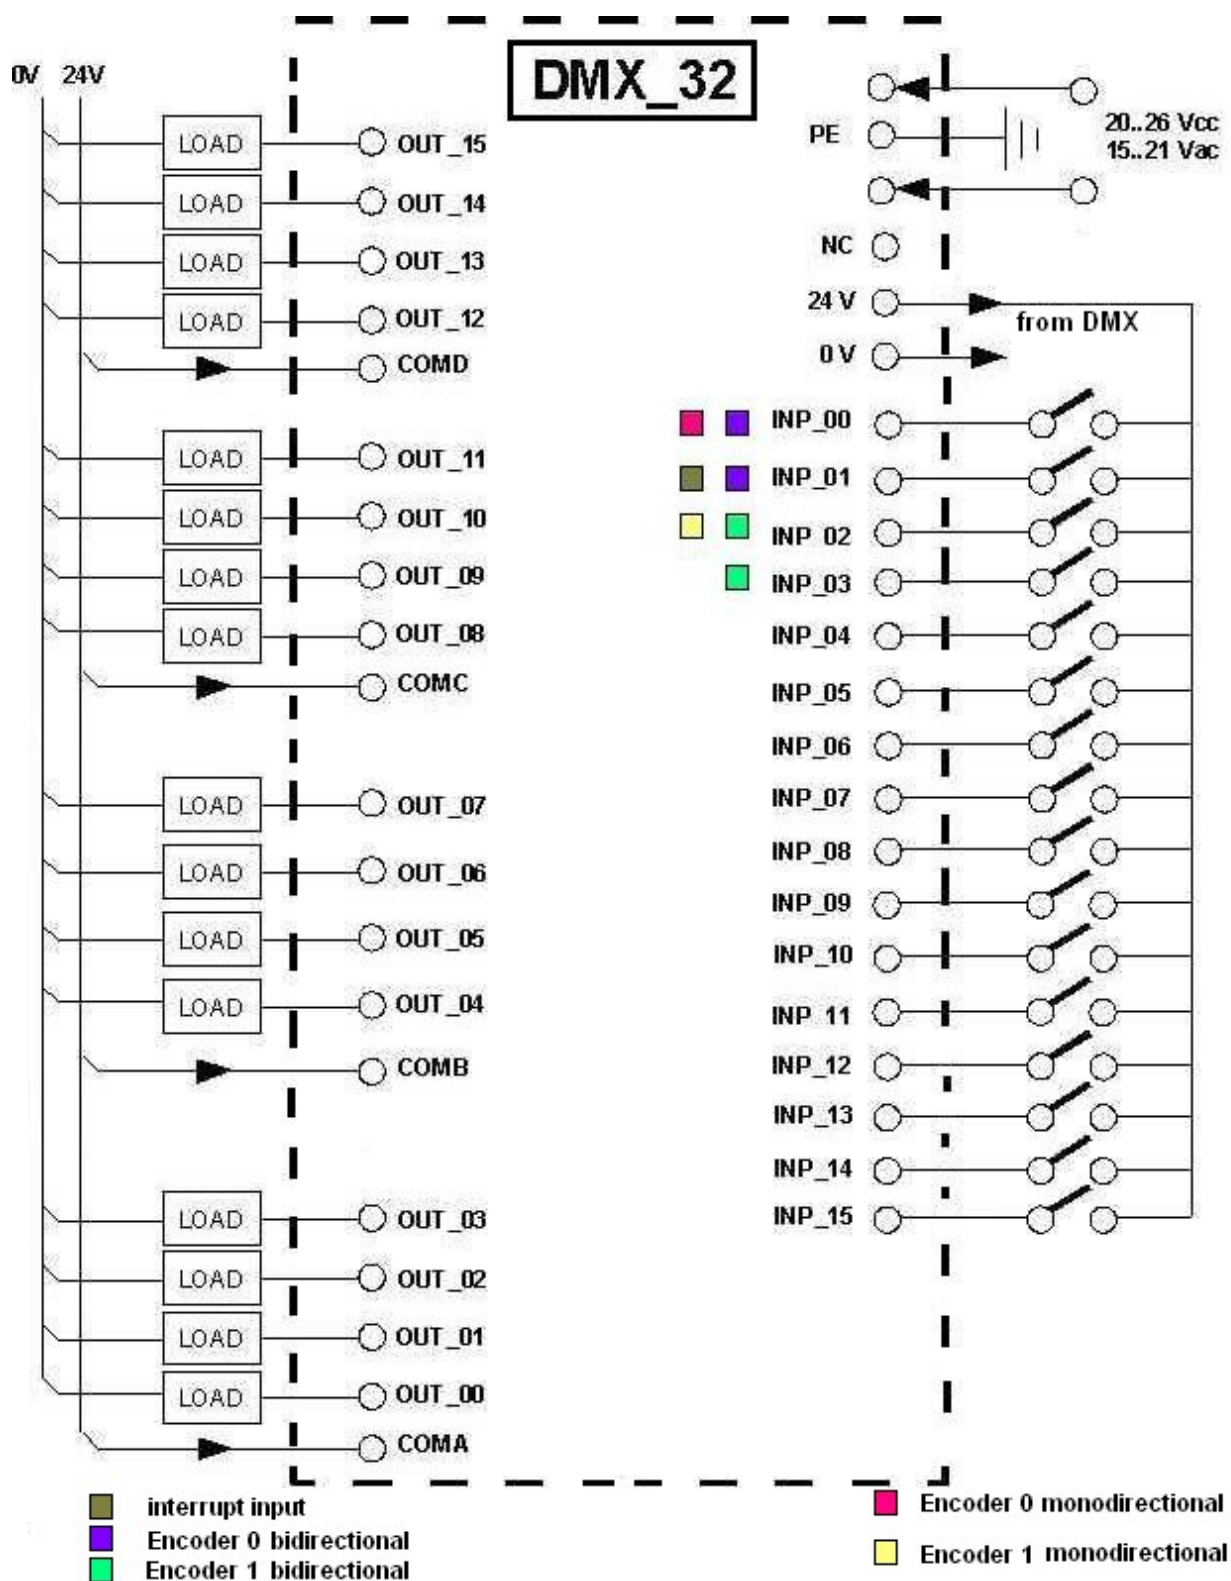 DMX_32
0V 24V
LOAD OUT_15
LOAD OUT_14
LOAD OUT_13
LOAD OUT_12
COMD
LOAD OUT_11
LOAD OUT_10
LOAD OUT_09
LOAD OUT_08
COMC
LOAD OUT_07
LOAD OUT_06
LOAD OUT_05
LOAD OUT_04
COMB
LOAD OUT_03
LOAD OUT_02
LOAD OUT_01
LOAD OUT_00
COMA
PE
20..26 Vcc
15..21 Vac
NC
24 V
from DMX
0 V
INP_00
INP_01
INP_02
INP_03
INP_04
INP_05
INP_06
INP_07
INP_08
INP_09
INP_10
INP_11
INP_12
INP_13
INP_14
INP_15
interrupt input
Encoder 0 bidirectional
Encoder 1 bidirectional
Encoder 0 monodirectional
Encoder 1 monodirectional